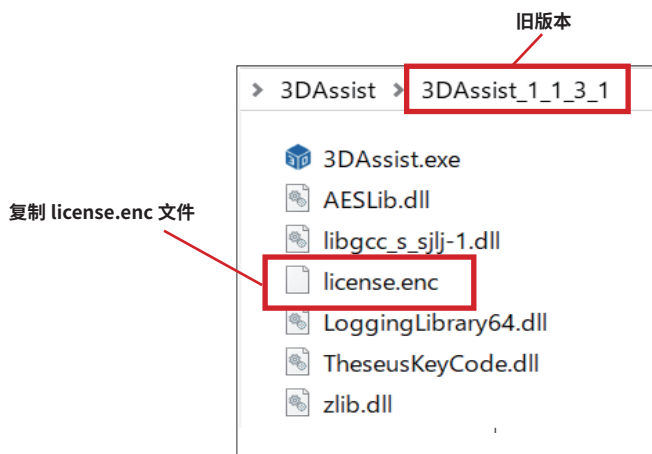 旧版本
> 3DAssist > 3DAssist_1_1_3_1
3DAssist.exe
AESLib.dll
libgcc_s_sjlj-1.dll
复制 license.enc 文件
license.enc
LoggingLibrary64.dll
TheseusKeyCode.dll
zlib.dll